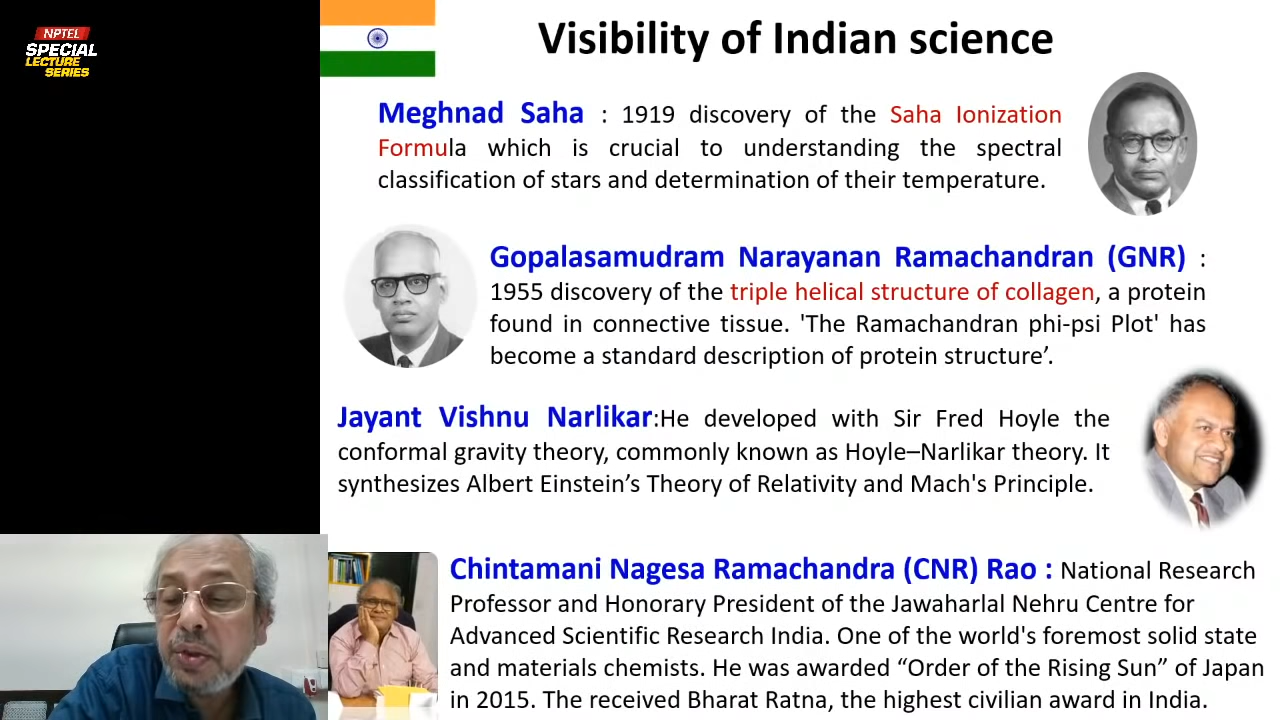 NPTEL
SPECIAL
LECTURE
SERIES
Visibility of Indian science
Meghnad Saha : 1919 discovery of the Saha Ionization
Formula which is crucial to understanding the spectral
classification of stars and determination of their temperature.
Gopalasamudram Narayanan Ramachandran (GNR) :
1955 discovery of the triple helical structure of collagen, a protein
found in connective tissue. 'The Ramachandran phi-psi Plot' has
become a standard description of protein structure’.
Jayant Vishnu Narlikar:He developed with Sir Fred Hoyle the
conformal gravity theory, commonly known as Hoyle–Narlikar theory. It
synthesizes Albert Einstein’s Theory of Relativity and Mach's Principle.
Chintamani Nagesa Ramachandra (CNR) Rao : National Research
Professor and Honorary President of the Jawaharlal Nehru Centre for
Advanced Scientific Research India. One of the world's foremost solid state
and materials chemists. He was awarded “Order of the Rising Sun” of Japan
in 2015. The received Bharat Ratna, the highest civilian award in India.